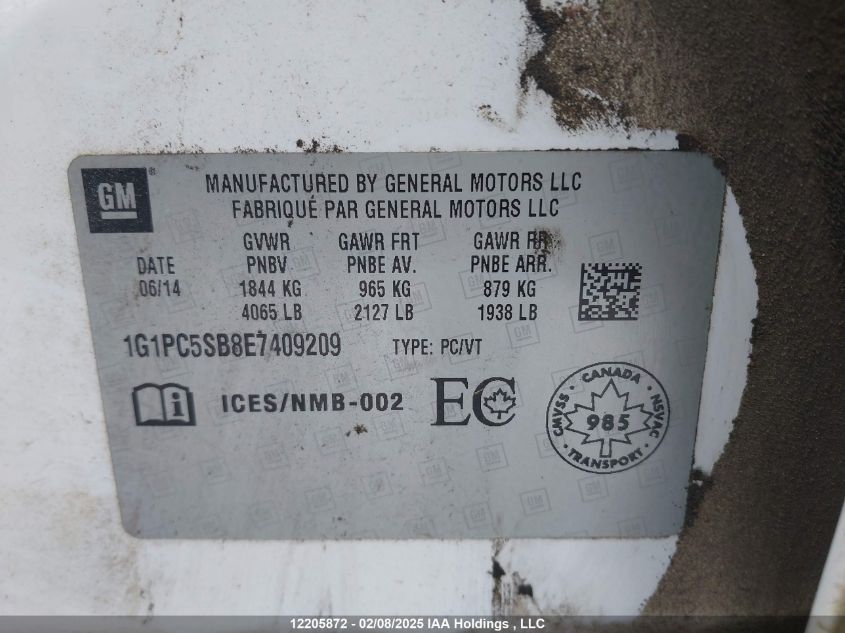 GM
MANUFACTURED BY GENERAL MOTORS LLC
FABRIQUÉ PAR GENERAL MOTORS LLC
GVWR GAWR FRT GAWR RR
DATE PNBV PNBE AV. PNBE ARR.
06/14 1844 KG 965 KG 879 KG
4065 LB 2127 LB 1938 LB
1G1PC5SB8E7409209 TYPE: PC/VT
ICES/NMB-002 EC
CANADA
CMVSS 985 NSVAC
TRANSPORT
12205872 - 02/08/2025 IAA Holdings , LLC